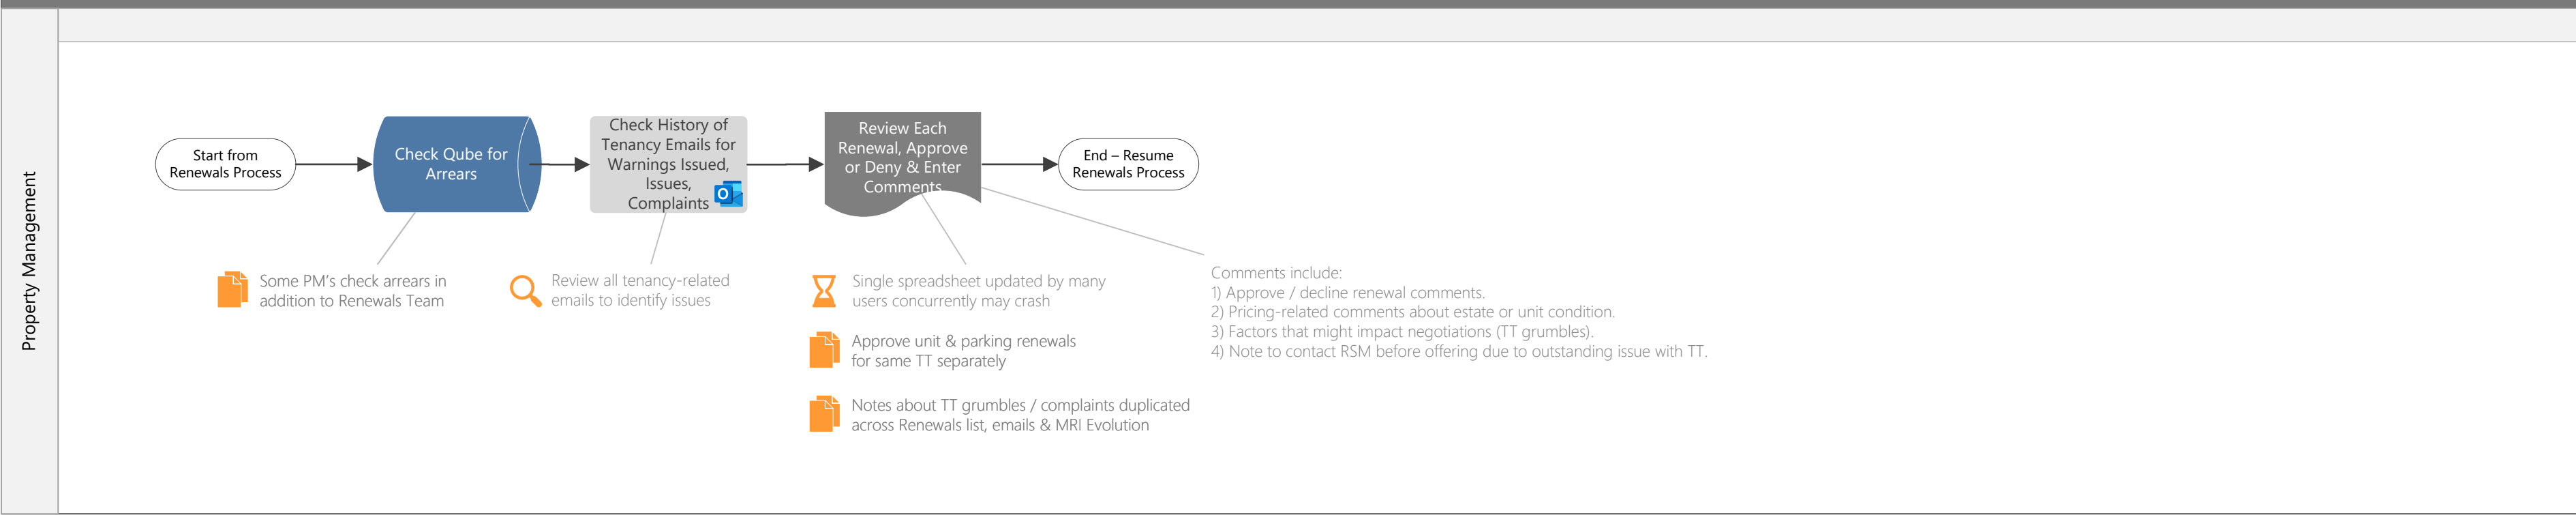 Property Management
Start from
Renewals Process
Check Qube for
Arrears
Check History of
Tenancy Emails for
Warnings Issued,
Issues,
Complaints
O
Review Each
Renewal, Approve
or Deny & Enter
Comments
End – Resume
Renewals Process
Some PM's check arrears in
addition to Renewals Team
Review all tenancy-related
emails to identify issues
Single spreadsheet updated by many
users concurrently may crash
Approve unit & parking renewals
for same TT separately
Notes about TT grumbles / complaints duplicated
across Renewals list, emails & MRI Evolution
Comments include:
1) Approve / decline renewal comments.
2) Pricing-related comments about estate or unit condition.
3) Factors that might impact negotiations (TT grumbles).
4) Note to contact RSM before offering due to outstanding issue with TT.